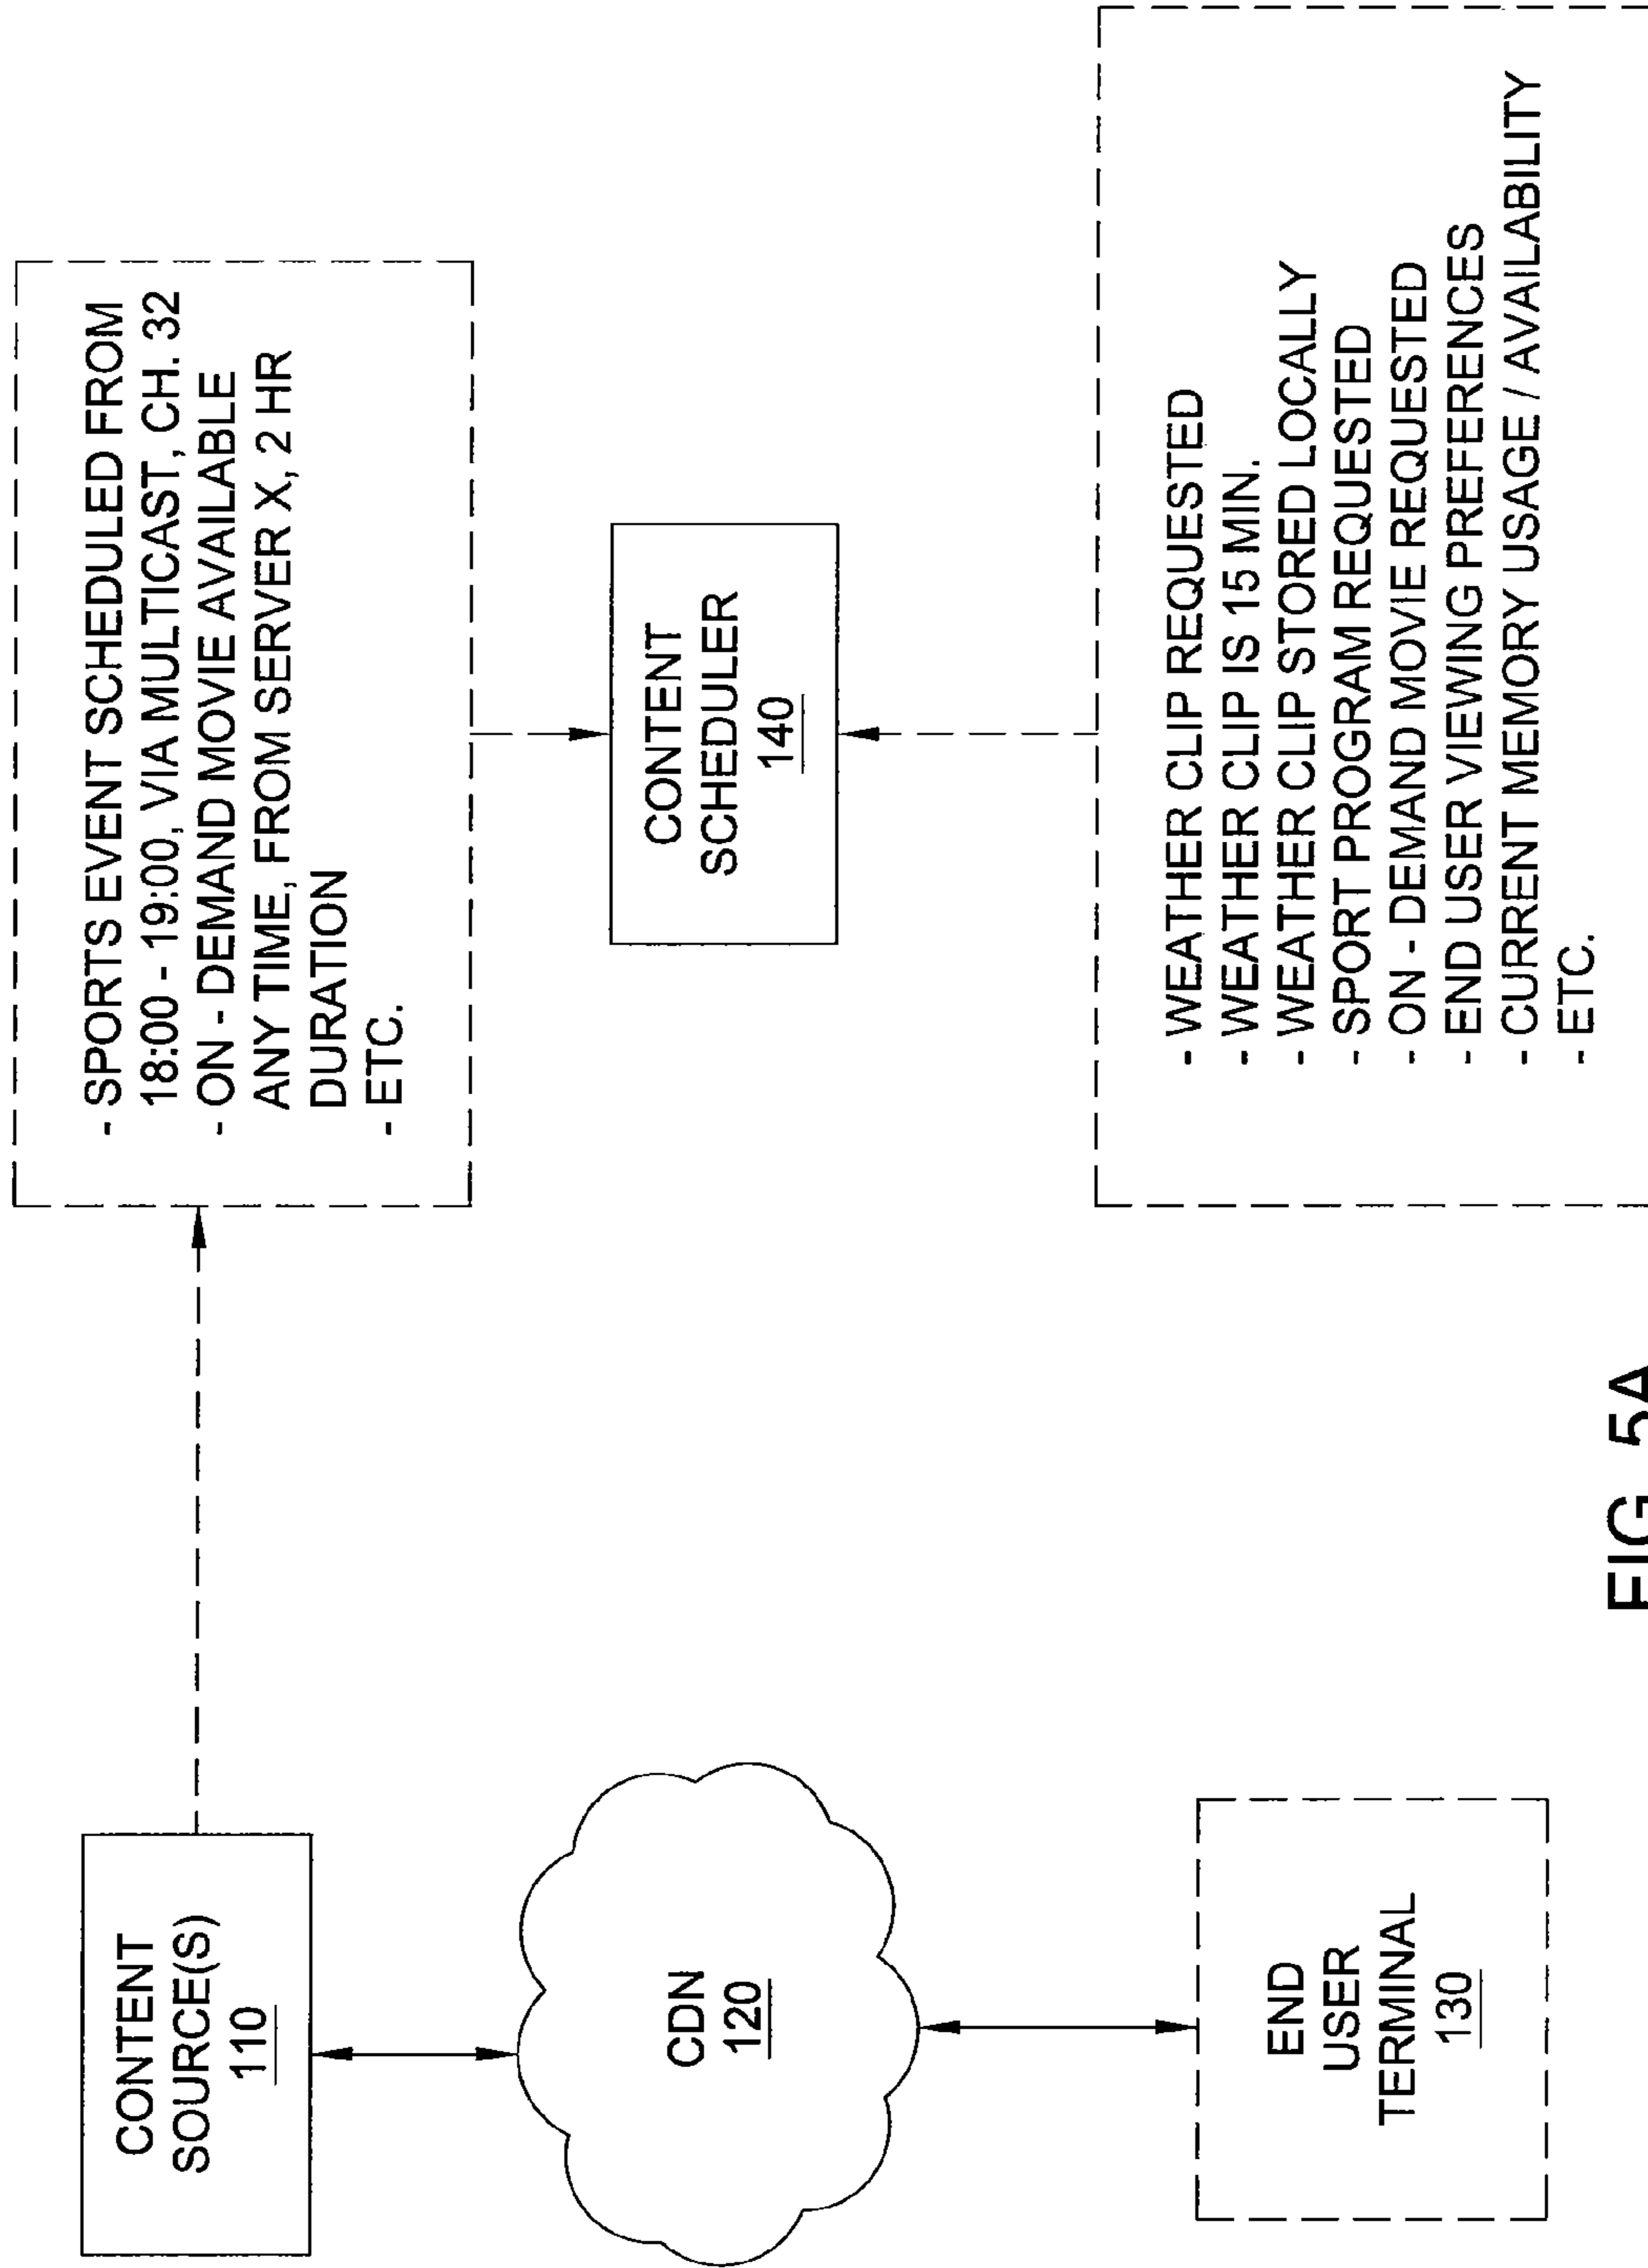 CONTENT
SOURCE(S)
110
- SPORTS EVENT SCHEDULED FROM
18:00 - 19:00, VIA MULTICAST, CH. 32
- ON - DEMAND MOVIE AVAILABLE
ANY TIME, FROM SERVER X, 2 HR
DURATION
- ETC.
CDN
120
CONTENT
SCHEDULER
140
END
USER
TERMINAL
130
- WEATHER CLIP REQUESTED
- WEATHER CLIP IS 15 MIN.
- WEATHER CLIP STORED LOCALLY
- SPORT PROGRAM REQUESTED
- ON - DEMAND MOVIE REQUESTED
- END USER VIEWING PREFERENCES
- CURRENT MEMORY USAGE / AVAILABILITY
- ETC.
FIG. 5A